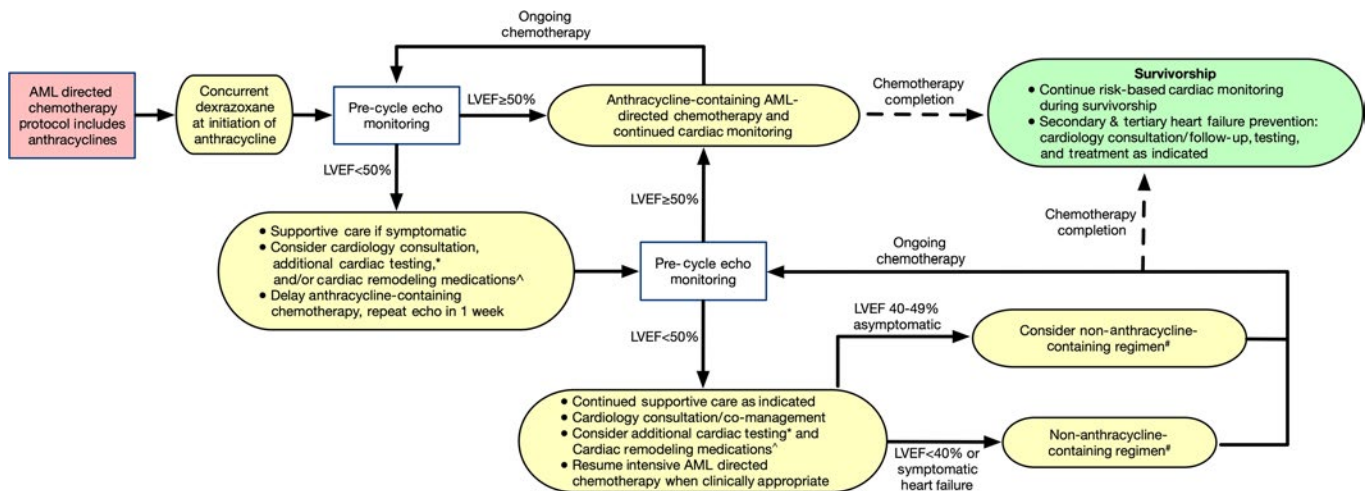 Ongoing
chemotherapy
AML directed
chemotherapy
protocol includes
anthracyclines
Concurrent
dexrazoxane
at initiation of
anthracycline
Pre-cycle echo
monitoring
LVEF≥50%
Anthracycline-containing AML-
directed chemotherapy and
continued cardiac monitoring
Chemotherapy
completion
Survivorship
● Continue risk-based cardiac monitoring
during survivorship
● Secondary & tertiary heart failure prevention:
cardiology consultation/follow-up, testing,
and treatment as indicated
LVEF<50%
LVEF≥50%
● Supportive care if symptomatic
● Consider cardiology consultation,
additional cardiac testing,*
and/or cardiac remodeling medications^
● Delay anthracycline-containing
chemotherapy, repeat echo in 1 week
Pre-cycle echo
monitoring
Ongoing
chemotherapy
Chemotherapy
completion
LVEF<50%
LVEF 40-49%
asymptomatic
Consider non-anthracycline-
containing regimen#
● Continued supportive care as indicated
● Cardiology consultation/co-management
● Consider additional cardiac testing* and
Cardiac remodeling medications^
● Resume intensive AML directed
chemotherapy when clinically appropriate
LVEF<40% or
symptomatic
heart failure
Non-anthracycline-
containing regimen#